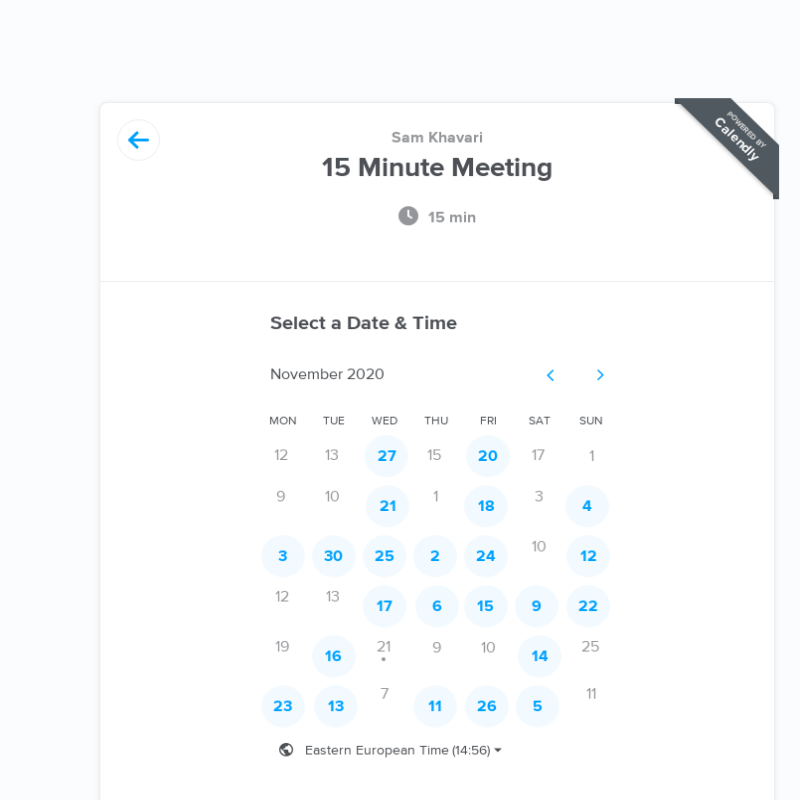 POWERED BY
Calendly
Sam Khavari
15 Minute Meeting
15 min
Select a Date & Time
November 2020
MON TUE WED THU FRI SAT SUN
12 13 27 15 20 17 1
9 10 21 1 18 3 4
3 30 25 2 24 10 12
12 13 17 6 15 9 22
19 16 21 9 10 14 25
23 13 7 11 26 5 11
Eastern European Time (14:56)